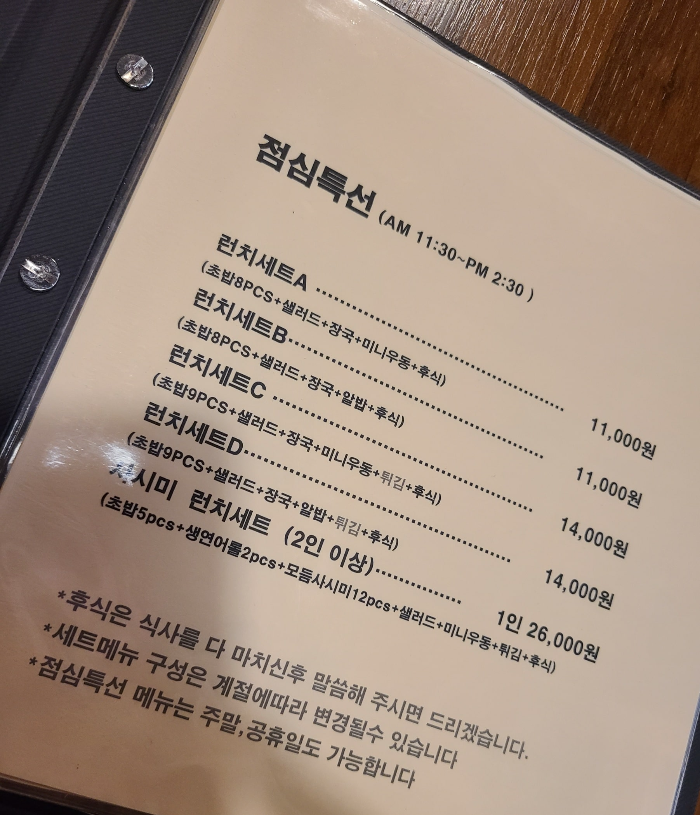 점심특선 (AM 11:30~PM 2:30 )
런치세트A ················ 11,000원
(초밥8PCS+샐러드+장국+미니우동+후식)
런치세트B················ 11,000원
(초밥8PCS+샐러드+장국+알밥+후식)
런치세트C ················ 14,000원
(초밥9PCS+샐러드+장국+미니우동+튀김+후식)
런치세트D················ 14,000원
(초밥9PCS+샐러드+장국+알밥+튀김+후식)
사시미 런치세트 (2인 이상)·········· 1인 26,000원
(초밥5pcs+생연어롤2pcs+모듬사시미12pcs+샐러드+미니우동+튀김+후식)
*후식은 식사를 다 마치신후 말씀해 주시면 드리겠습니다.
*세트메뉴 구성은 계절에따라 변경될수 있습니다
*점심특선 메뉴는 주말,공휴일도 가능합니다